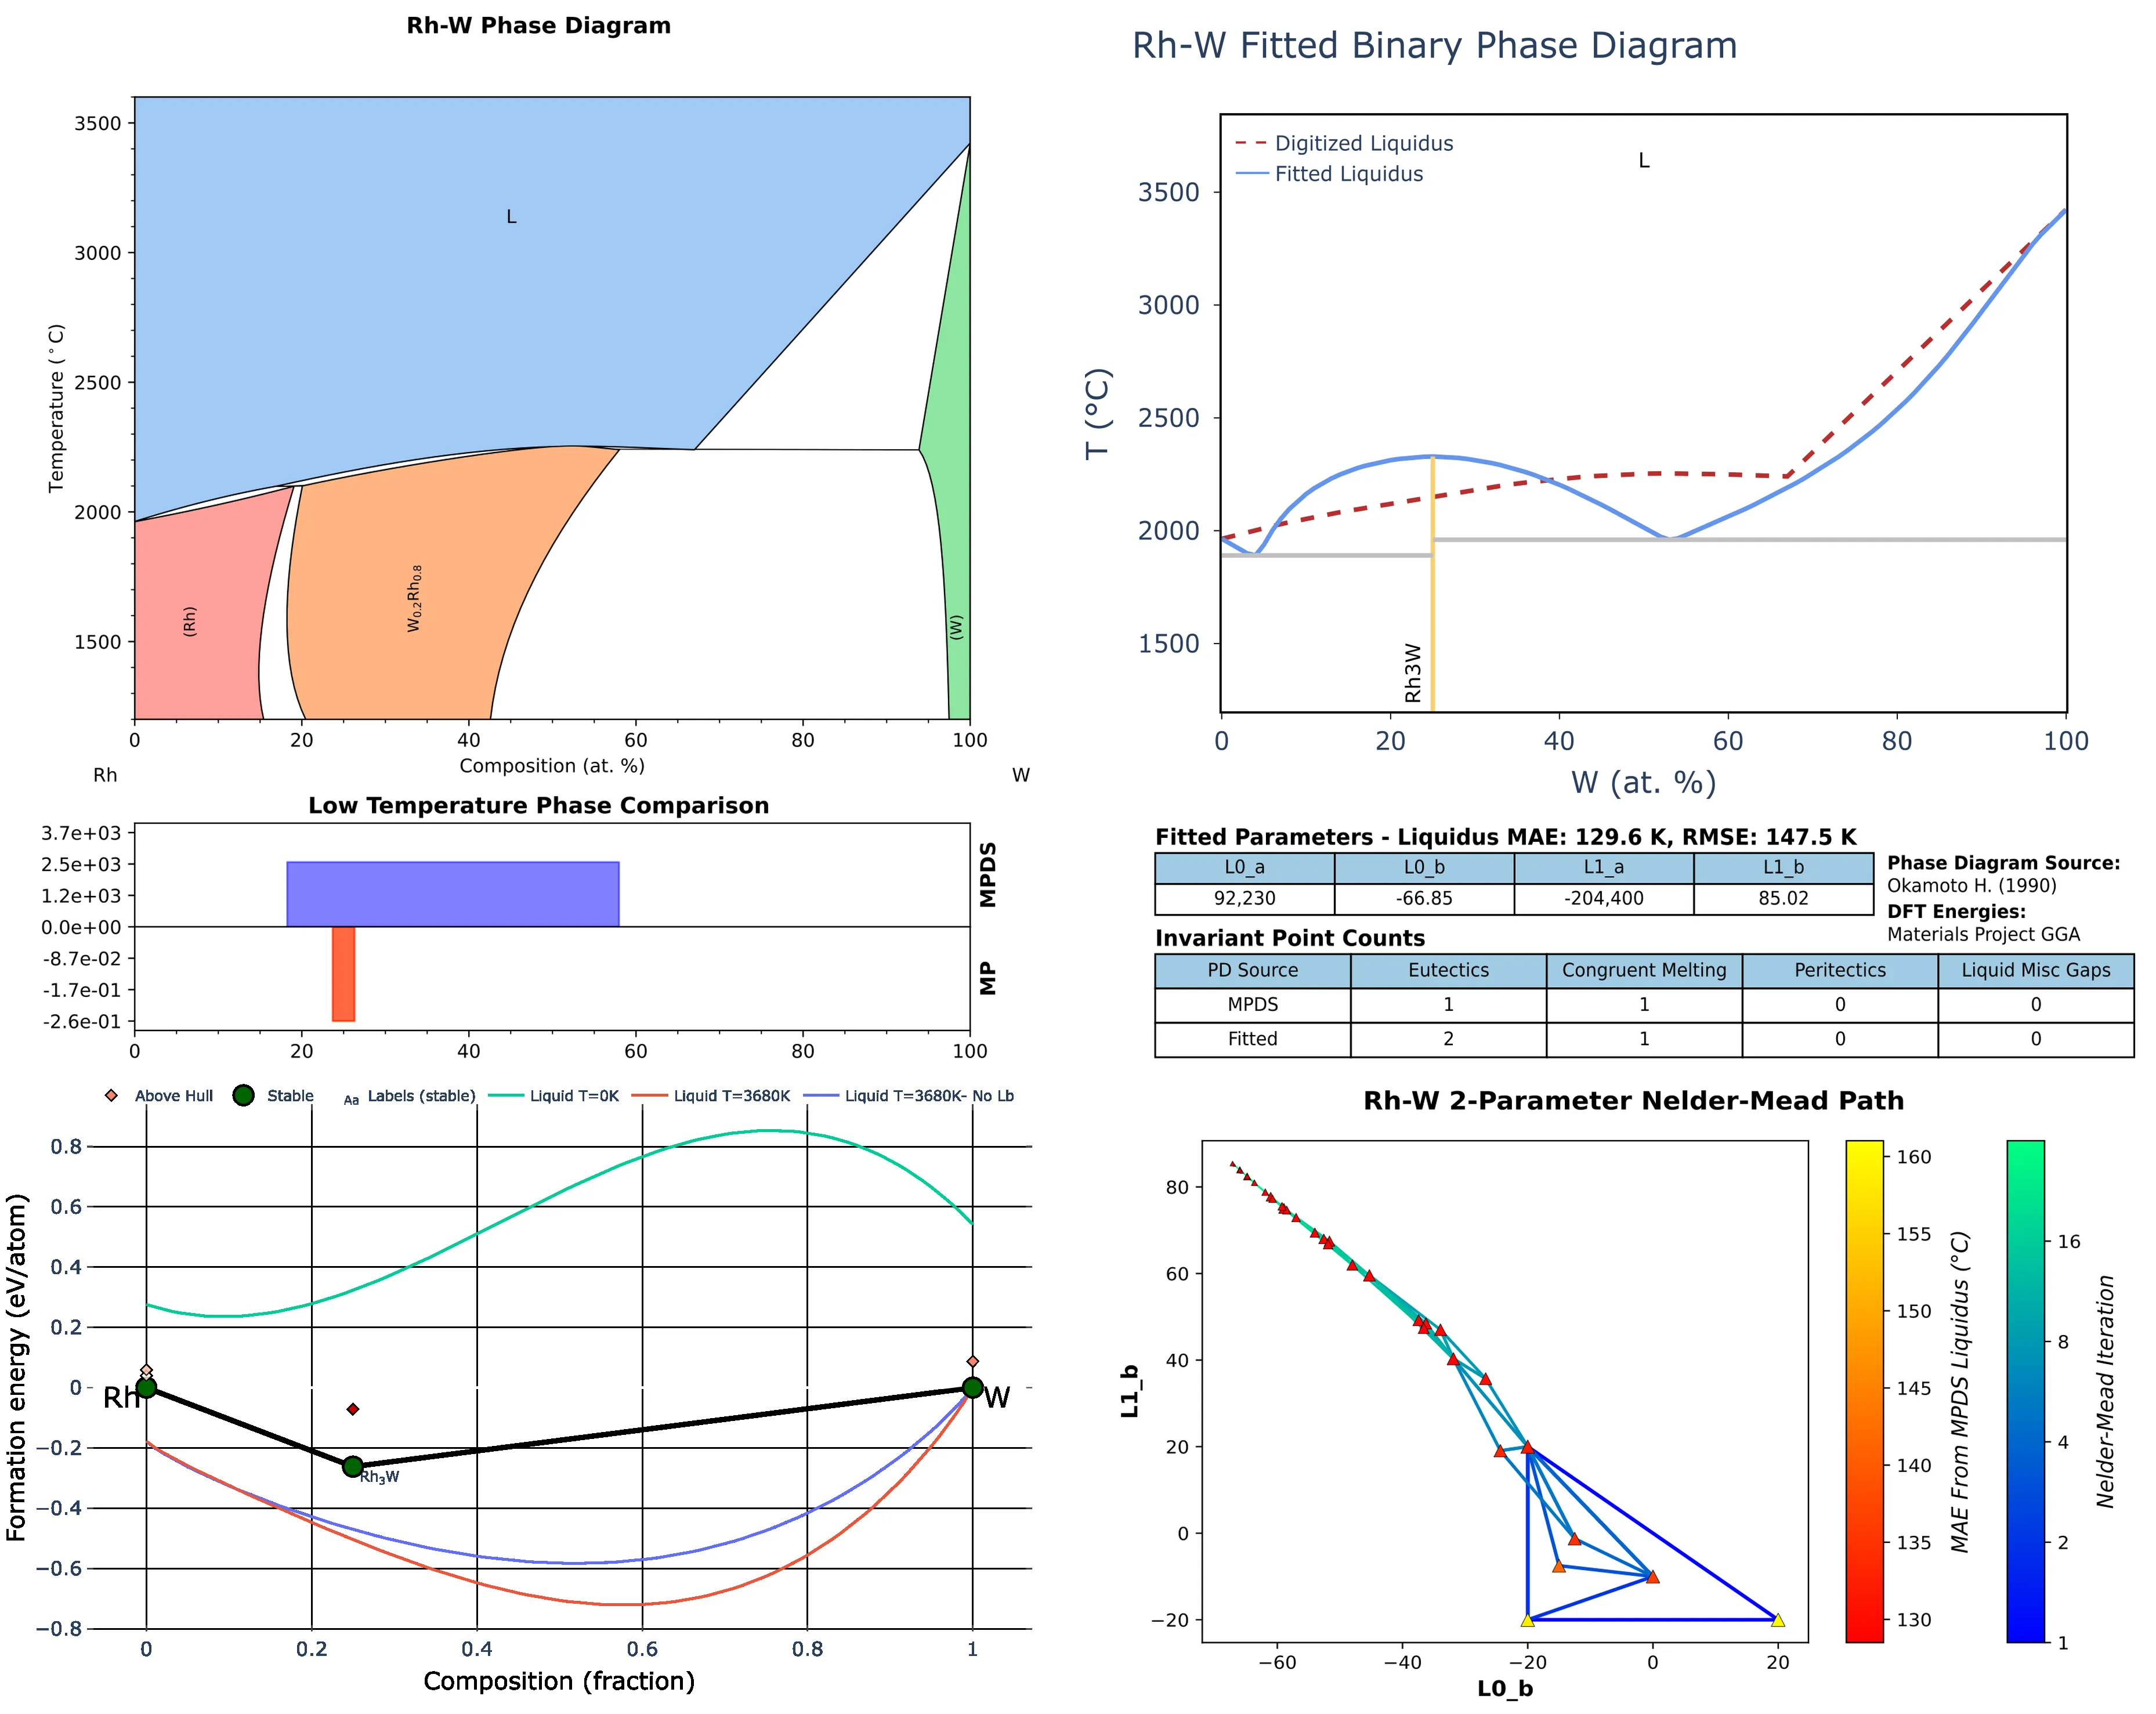 Rh-W Phase Diagram
3500
3000
2500
2000
1500
Temperature (°C)
L
(Rh)
W0.2Rh0.8
(W)
0 20 40 60 80 100
Composition (at. %)
Rh W
Low Temperature Phase Comparison
3.7e+03
2.5e+03
1.2e+03
0.0e+00
-8.7e-02
-1.7e-01
-2.6e-01
MPDS
MP
0 20 40 60 80 100
Above Hull Stable Aa Labels (stable) Liquid T=0K Liquid T=3680K Liquid T=3680K- No Lb
0.8
0.6
0.4
0.2
0
−0.2
−0.4
−0.6
−0.8
Formation energy (eV/atom)
Rh
W
Rh3W
0 0.2 0.4 0.6 0.8 1
Composition (fraction)
Rh-W Fitted Binary Phase Diagram
Digitized Liquidus
Fitted Liquidus
L
3500
3000
2500
2000
1500
T (°C)
Rh3W
0 20 40 60 80 100
W (at. %)
Fitted Parameters - Liquidus MAE: 129.6 K, RMSE: 147.5 K
L0_a L0_b L1_a L1_b
92,230 -66.85 -204,400 85.02
Phase Diagram Source:
Okamoto H. (1990)
DFT Energies:
Materials Project GGA
Invariant Point Counts
PD Source Eutectics Congruent Melting Peritectics Liquid Misc Gaps
MPDS 1 1 0 0
Fitted 2 1 0 0
Rh-W 2-Parameter Nelder-Mead Path
80
60
40
20
0
−20
L1_b
−60 −40 −20 0 20
L0_b
160
155
150
145
140
135
130
MAE From MPDS Liquidus (°C)
16
8
4
2
1
Nelder-Mead Iteration